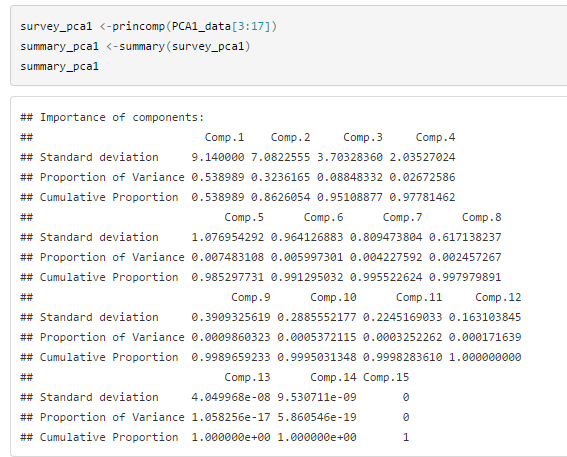 survey_pca1 <-princomp(PCA1_data[3:17])
summary_pca1 <-summary(survey_pca1)
summary_pca1
## Importance of components:
##                           Comp.1    Comp.2     Comp.3     Comp.4
## Standard deviation     9.140000 7.0822555 3.70328360 2.03527024
## Proportion of Variance 0.538989 0.3236165 0.08848332 0.02672586
## Cumulative Proportion  0.538989 0.8626054 0.95108877 0.97781462
##                             Comp.5      Comp.6      Comp.7      Comp.8
## Standard deviation     1.076954292 0.964126883 0.809473804 0.617138237
## Proportion of Variance 0.007483108 0.005997301 0.004227592 0.002457267
## Cumulative Proportion  0.985297731 0.991295032 0.995522624 0.997979891
##                              Comp.9      Comp.10      Comp.11     Comp.12
## Standard deviation     0.3909325619 0.2885552177 0.2245169033 0.163103845
## Proportion of Variance 0.0009860323 0.0005372115 0.0003252262 0.000171639
## Cumulative Proportion  0.9989659233 0.9995031348 0.9998283610 1.000000000
##                             Comp.13      Comp.14 Comp.15
## Standard deviation     4.049968e-08 9.530711e-09       0
## Proportion of Variance 1.058256e-17 5.860546e-19       0
## Cumulative Proportion  1.000000e+00 1.000000e+00       1